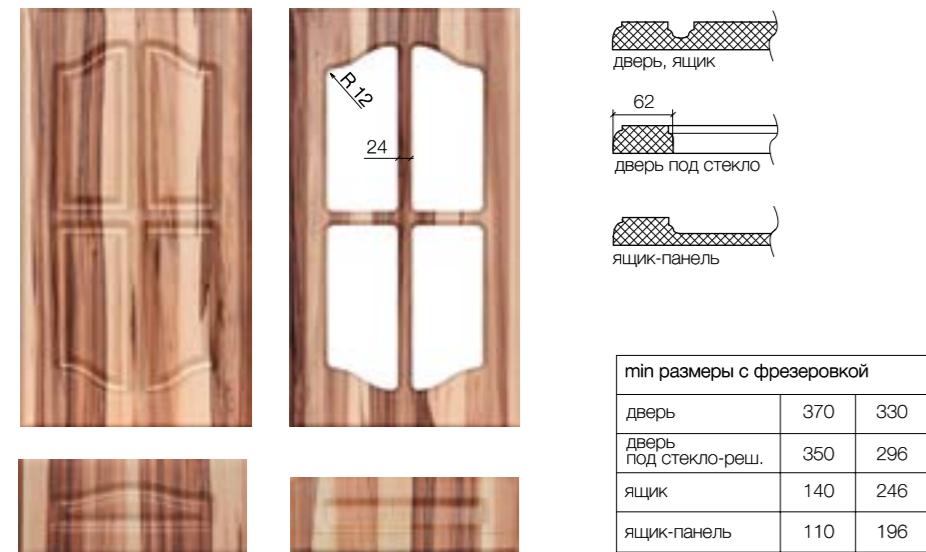 R 12
24
дверь, ящик
62
дверь под стекло
ящик-панель
min размеры с фрезеровкой
дверь 370 330
дверь
под стекло-реш. 350 296
ящик 140 246
ящик-панель 110 196